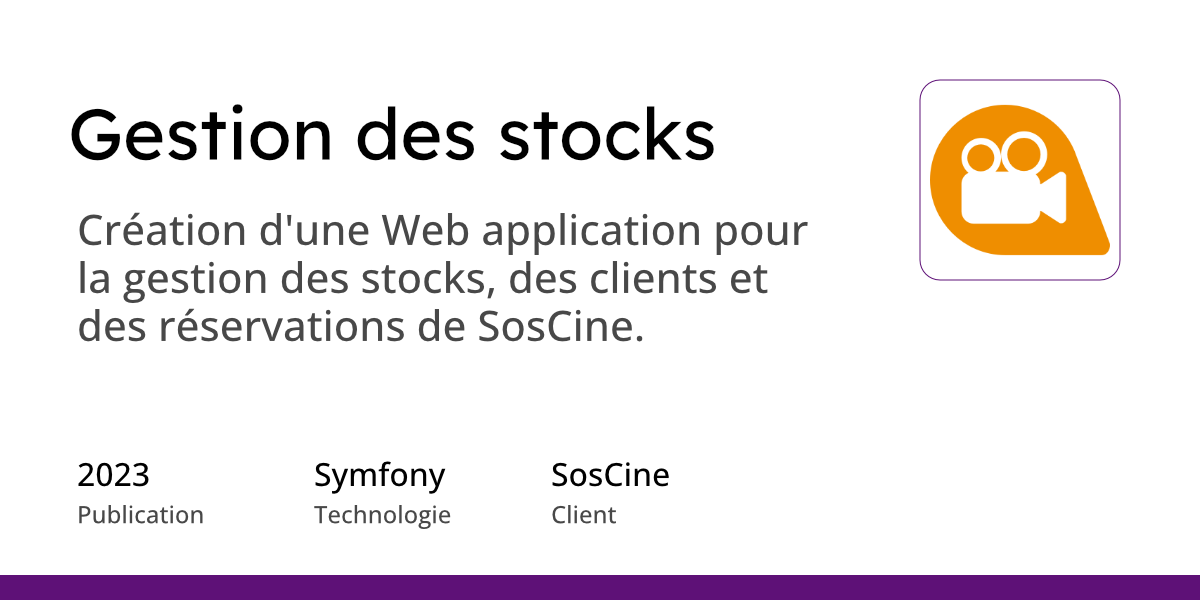 Gestion des stocks
Création d'une Web application pour
la gestion des stocks, des clients et
des réservations de SosCine.
2023
Publication
Symfony
Technologie
SosCine
Client